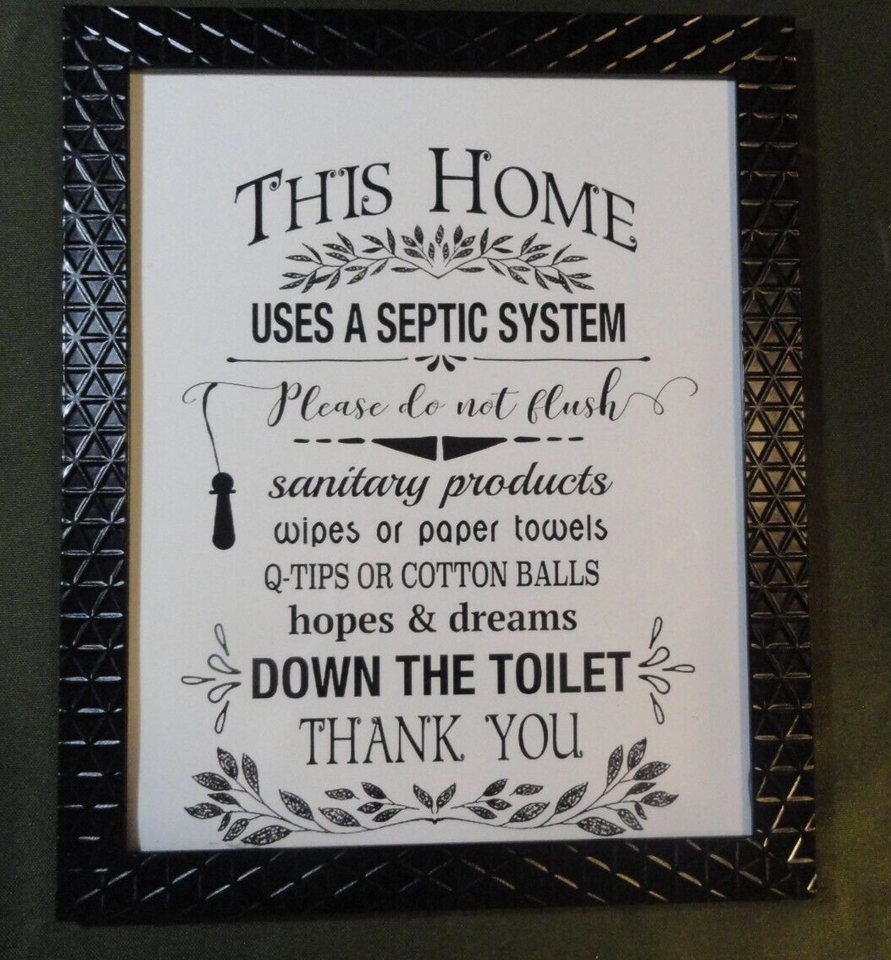 THIS HOME
USES A SEPTIC SYSTEM
Please do not flush
sanitary products
wipes or paper towels
Q-TIPS OR COTTON BALLS
hopes & dreams
DOWN THE TOILET
THANK YOU